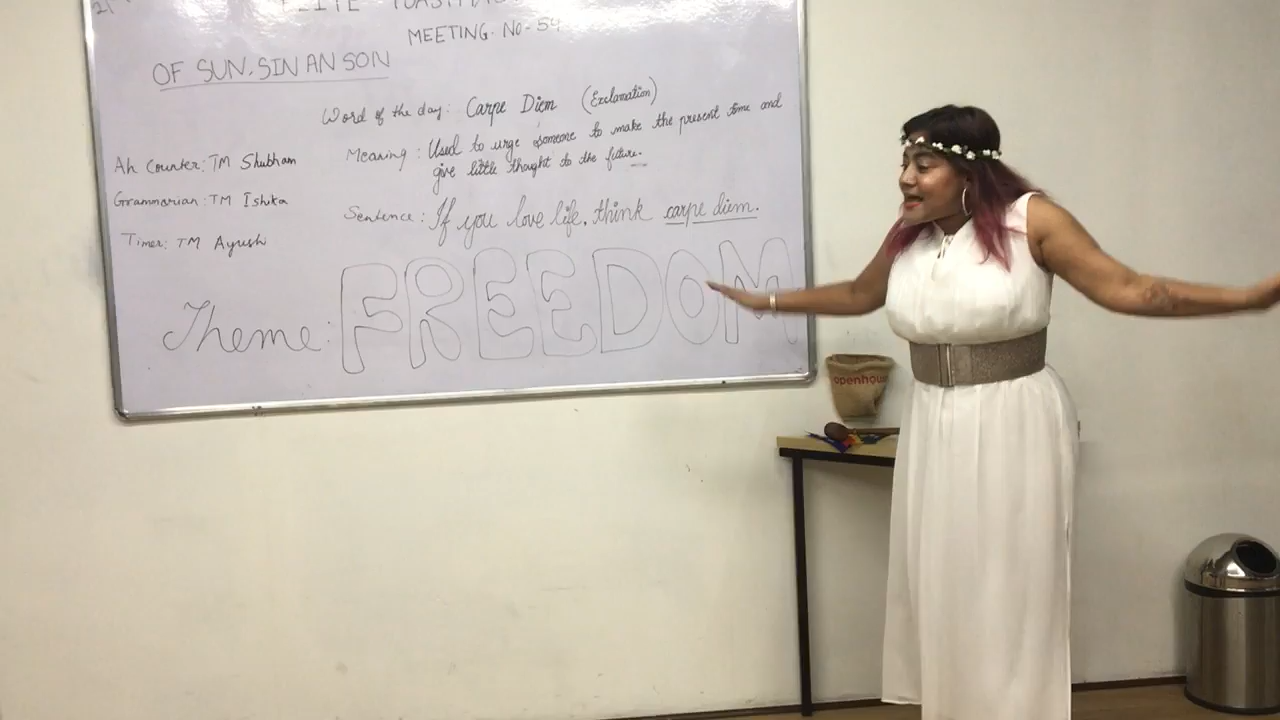 MEETING. NO-54
OF SUN, SIN AN SON
Word of the day: Carpe Diem (Exclamation)
Meaning: Used to urge someone to make the present time and
give little thought to the future.
Sentence: If you love life, think carpe diem.
Ah Counter: TM Shubham
Grammarian: TM Ishika
Timer: TM Ayush
Theme: FREEDOM
openhou